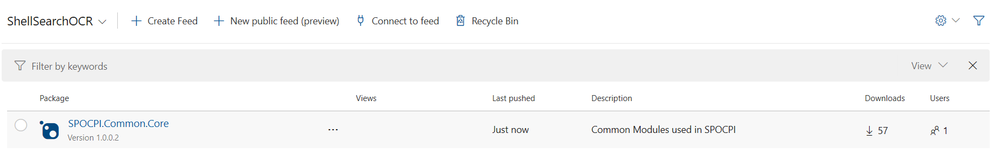 ShellSearchOCR
Create Feed
New public feed (preview)
Connect to feed
Recycle Bin
Filter by keywords
View
Package Views Last pushed Description Downloads Users
SPOCPI.Common.Core
Version 1.0.0.2
... Just now Common Modules used in SPOCPI 57 1